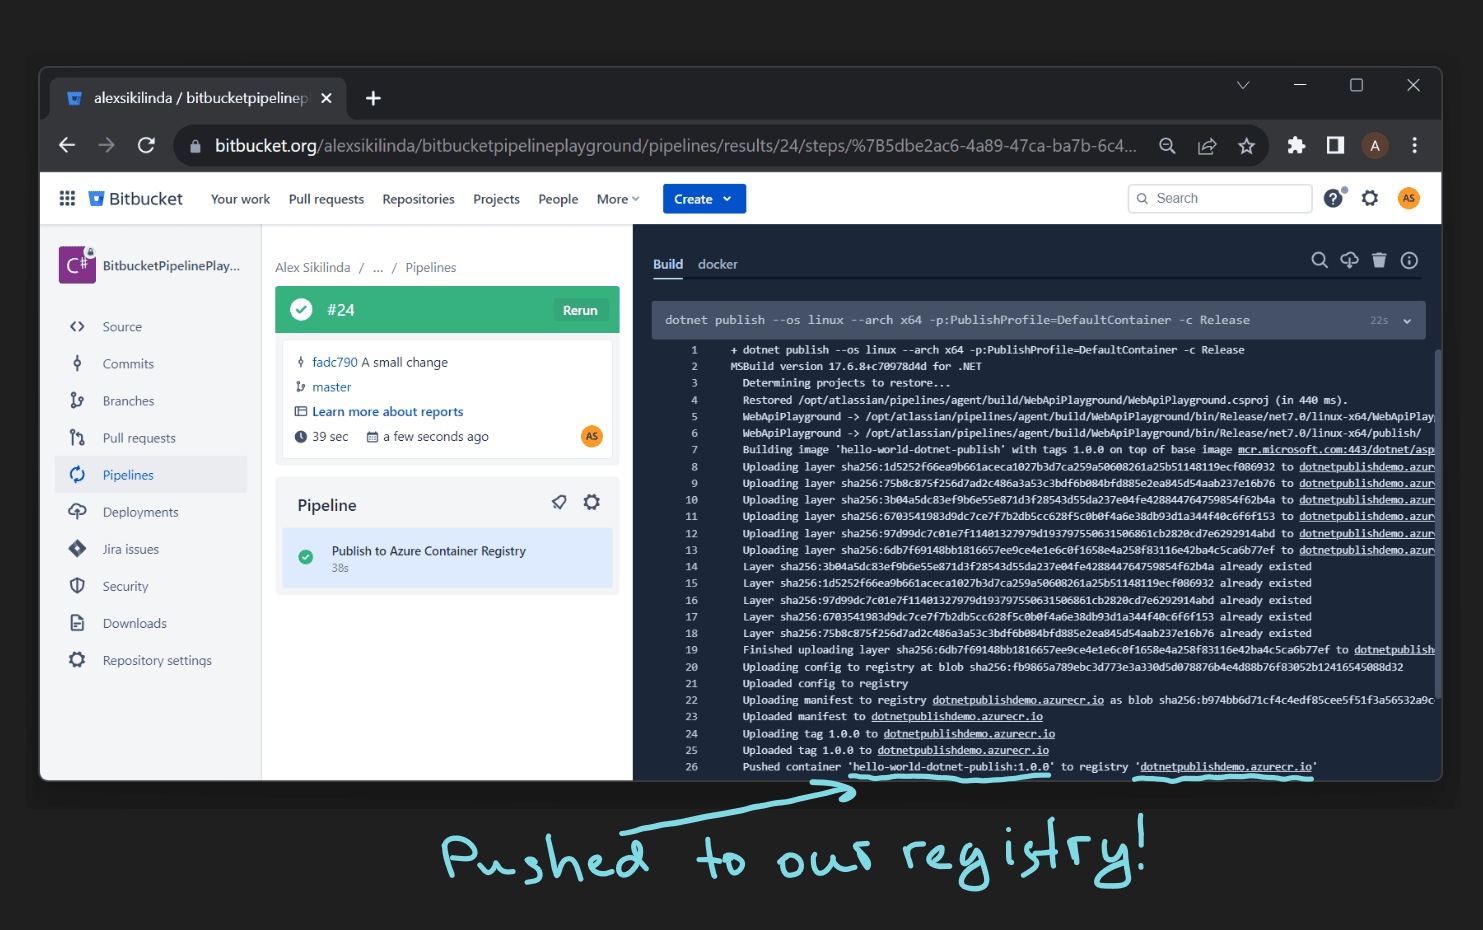 alexsikilinda / bitbucketpipelinep
bitbucket.org/alexsikilinda/bitbucketpipelineplayground/pipelines/results/24/steps/%7B5dbe2ac6-4a89-47ca-ba7b-6c4...
A
Bitbucket
Your work
Pull requests
Repositories
Projects
People
More
Create
Search
AS
C#
BitbucketPipelinePlay...
Source
Commits
Branches
Pull requests
Pipelines
Deployments
Jira issues
Security
Downloads
Repository settings
Alex Sikilinda / ... / Pipelines
#24
Rerun
fadc790 A small change
master
Learn more about reports
39 sec
a few seconds ago
AS
Pipeline
Publish to Azure Container Registry
38s
Build
docker
dotnet publish --os linux --arch x64 -p:PublishProfile=DefaultContainer -c Release
22s
1 + dotnet publish --os linux --arch x64 -p:PublishProfile=DefaultContainer -c Release
2 MSBuild version 17.6.8+c70978d4d for .NET
3 Determining projects to restore...
4 Restored /opt/atlassian/pipelines/agent/build/WebApiPlayground/WebApiPlayground.csproj (in 440 ms).
5 WebApiPlayground -> /opt/atlassian/pipelines/agent/build/WebApiPlayground/bin/Release/net7.0/linux-x64/WebApiPlay
6 WebApiPlayground -> /opt/atlassian/pipelines/agent/build/WebApiPlayground/bin/Release/net7.0/linux-x64/publish/
7 Building image 'hello-world-dotnet-publish' with tags 1.0.0 on top of base image mcr.microsoft.com:443/dotnet/asp
8 Uploading layer sha256:1d5252f66ea9b661aceca1027b3d7ca259a50608261a25b51148119ecf086932 to dotnetpublishdemo.azur
9 Uploading layer sha256:75b8c875f256d7ad2c486a3a53c3bdf6b084bfd885e2ea845d54aab237e16b76 to dotnetpublishdemo.azur
10 Uploading layer sha256:3b04a5dc83ef9b6e55e871d3f28543d55da237e04fe428844764759854f62b4a to dotnetpublishdemo.azur
11 Uploading layer sha256:6703541983d9dc7ce7f7b2db5cc628f5c0b0f4a6e38db93d1a344f40c6f6f153 to dotnetpublishdemo.azur
12 Uploading layer sha256:97d99dc7c01e7f11401327979d193797550631506861cb2820cd7e6292914abd to dotnetpublishdemo.azur
13 Uploading layer sha256:6db7f69148bb1816657ee9ce4e1e6c0f1658e4a258f83116e42ba4c5ca6b77ef to dotnetpublishdemo.azur
14 Layer sha256:3b04a5dc83ef9b6e55e871d3f28543d55da237e04fe428844764759854f62b4a already existed
15 Layer sha256:1d5252f66ea9b661aceca1027b3d7ca259a50608261a25b51148119ecf086932 already existed
16 Layer sha256:97d99dc7c01e7f11401327979d193797550631506861cb2820cd7e6292914abd already existed
17 Layer sha256:6703541983d9dc7ce7f7b2db5cc628f5c0b0f4a6e38db93d1a344f40c6f6f153 already existed
18 Layer sha256:75b8c875f256d7ad2c486a3a53c3bdf6b084bfd885e2ea845d54aab237e16b76 already existed
19 Finished uploading layer sha256:6db7f69148bb1816657ee9ce4e1e6c0f1658e4a258f83116e42ba4c5ca6b77ef to dotnetpublish
20 Uploading config to registry at blob sha256:fb9865a789ebc3d773e3a330d5d078876b4e4d88b76f83052b12416545088d32
21 Uploaded config to registry
22 Uploading manifest to registry dotnetpublishdemo.azurecr.io as blob sha256:b974bb6d71cf4c4edf85cee5f51f3a56532a9c
23 Uploaded manifest to dotnetpublishdemo.azurecr.io
24 Uploading tag 1.0.0 to dotnetpublishdemo.azurecr.io
25 Uploaded tag 1.0.0 to dotnetpublishdemo.azurecr.io
26 Pushed container 'hello-world-dotnet-publish:1.0.0' to registry 'dotnetpublishdemo.azurecr.io'
Pushed to our registry!